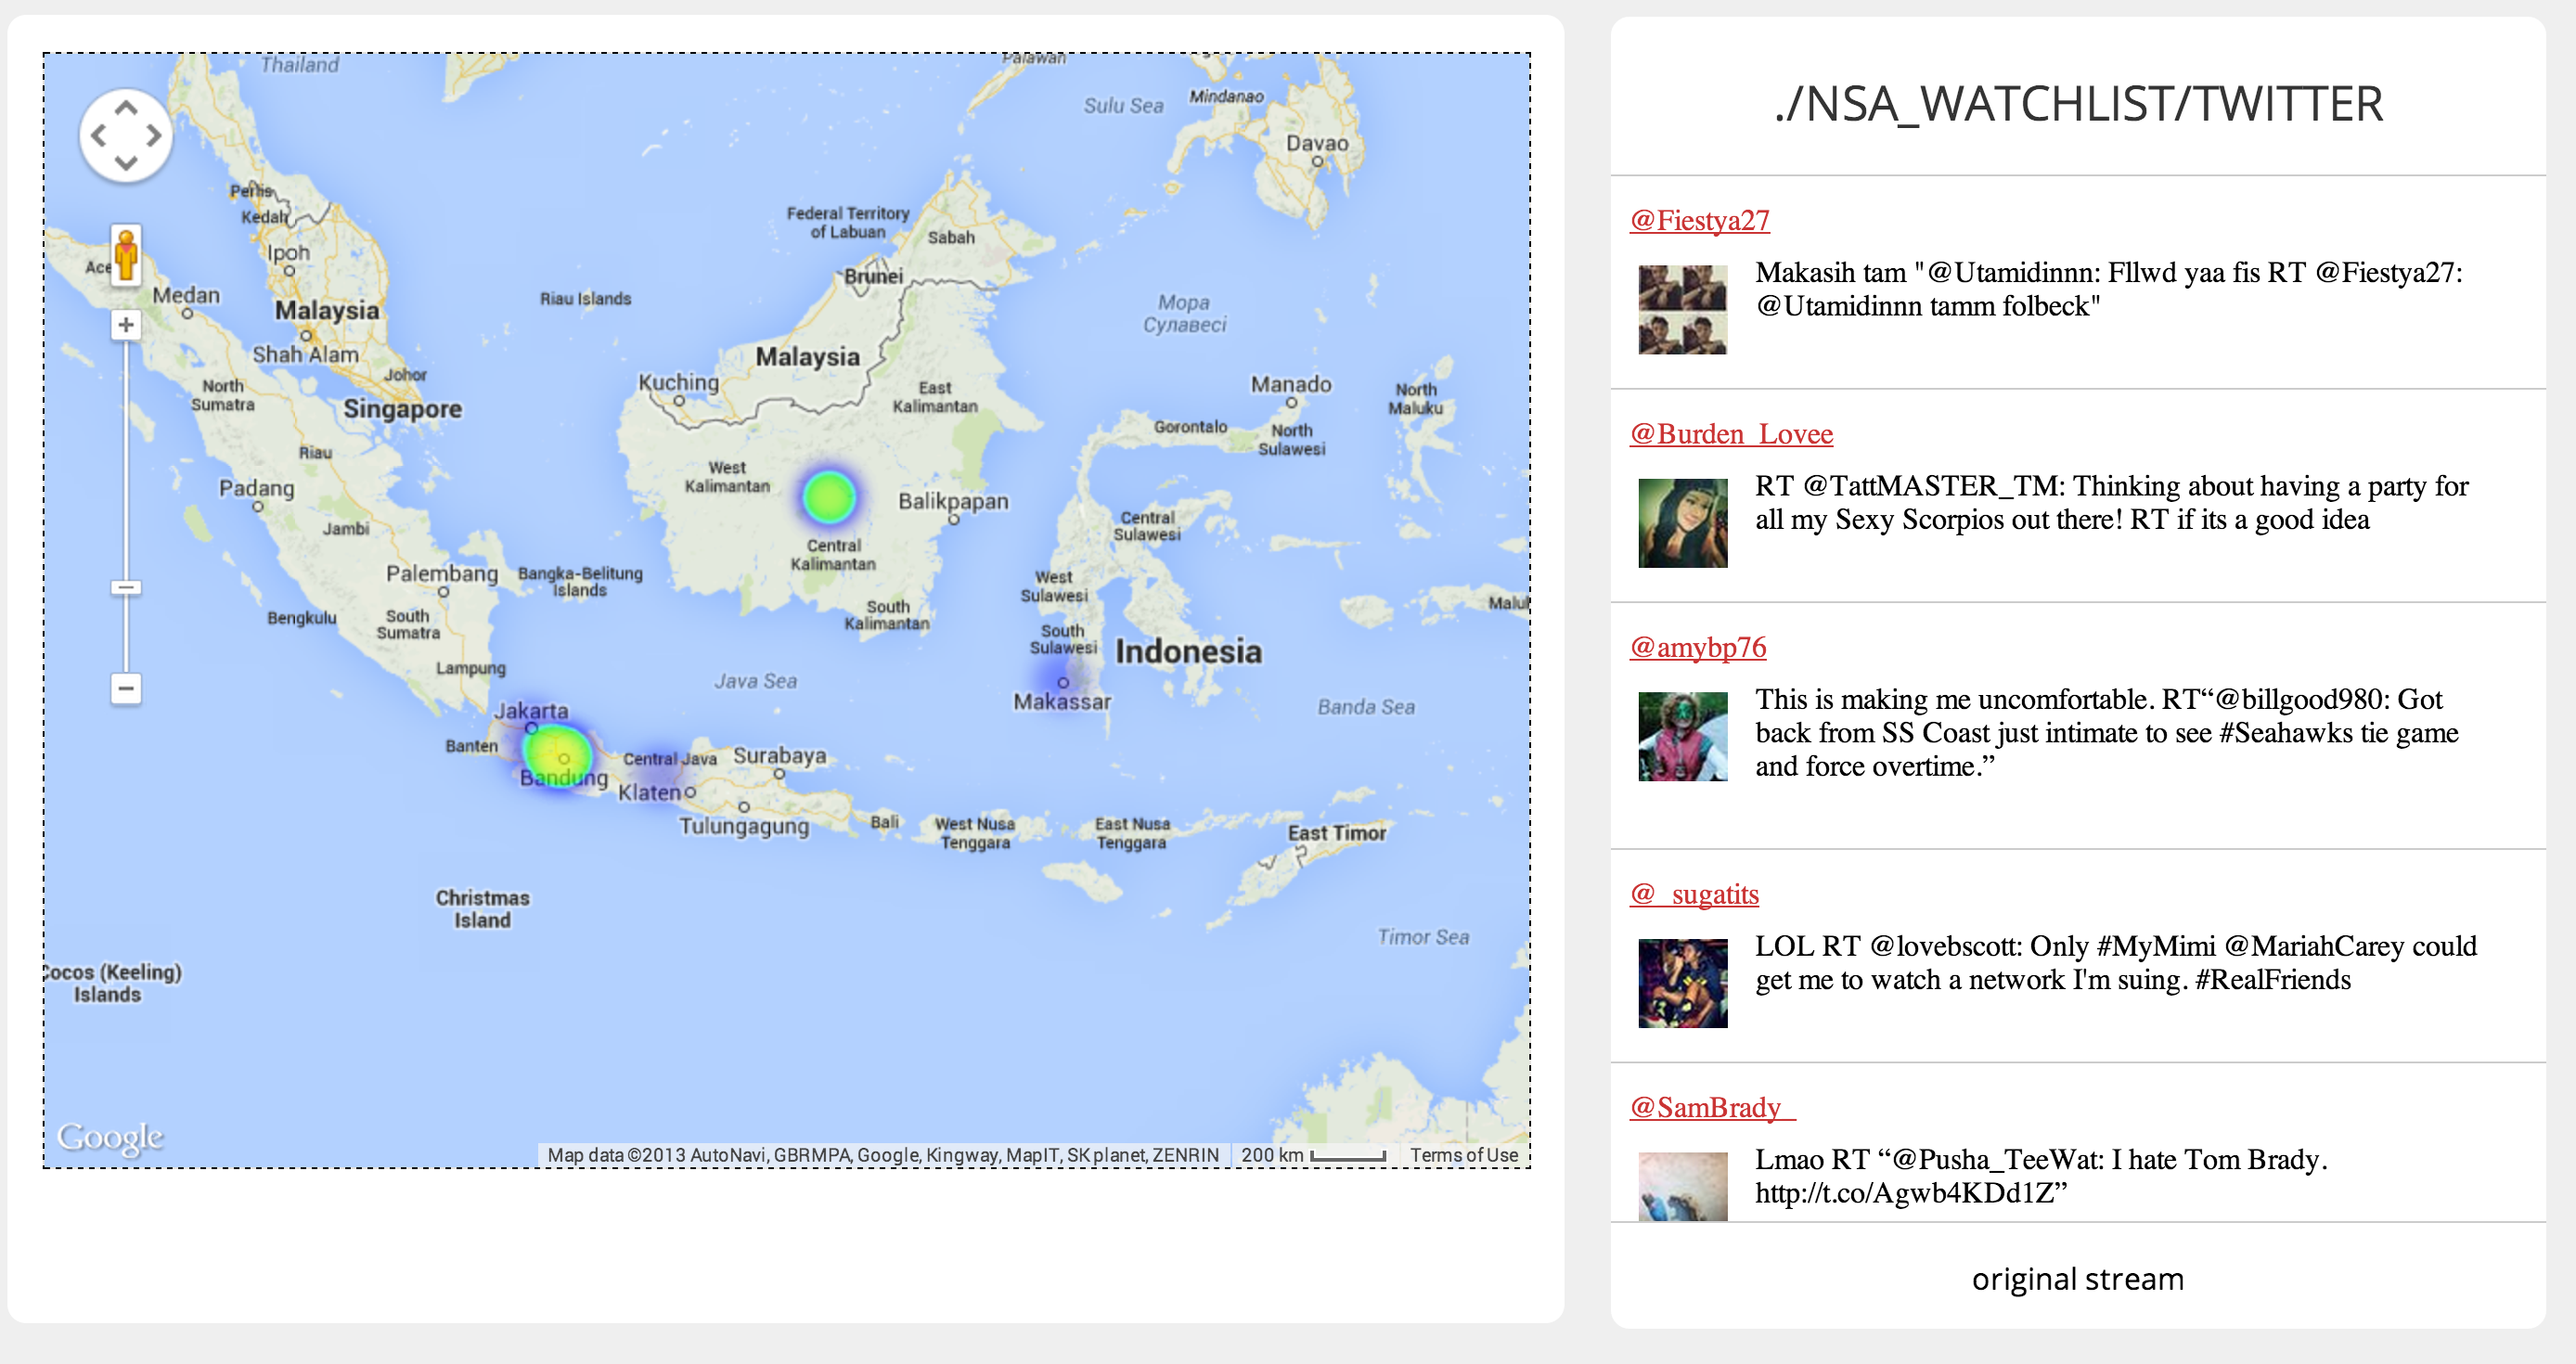 Thailand
Palawan
Sulu Sea
Mindanao
Davao
Perlis
Kedah
Ipoh
Federal Territory
of Labuan
Sabah
Brunei
Medan
Riau Islands
Malaysia
Мора
Сулавесі
Shah Alam
Malaysia
Johor
Kuching
Manado
North
Sumatra
East
Kalimantan
North
Maluku
Singapore
Gorontalo
North
Sulawesi
Riau
West
Kalimantan
Padang
Balikpapan
Jambi
Central
Sulawesi
Central
Kalimantan
Palembang
Bangka-Belitung
Islands
West
Sulawesi
Bengkulu
South
Sumatra
South
Kalimantan
South
Sulawesi
Indonesia
Lampung
Java Sea
Makassar
Banda Sea
Jakarta
Banten
Central Java
Surabaya
Bandung
Klaten
Tulungagung
Bali
West Nusa
Tenggara
East Nusa
Tenggara
East Timor
Christmas
Island
Timor Sea
Cocos (Keeling)
Islands
Google
Map data ©2013 AutoNavi, GBRMPA, Google, Kingway, MapIT, SK planet, ZENRIN
200 km
Terms of Use
./NSA_WATCHLIST/TWITTER
@Fiestya27
Makasih tam "@Utamidinnn: Fllwd yaa fis RT @Fiestya27:
@Utamidinnn tamm folbeck"
@Burden_Lovee
RT @TattMASTER_TM: Thinking about having a party for
all my Sexy Scorpios out there! RT if its a good idea
@amybp76
This is making me uncomfortable. RT“@billgood980: Got
back from SS Coast just intimate to see #Seahawks tie game
and force overtime.”
@_sugatits
LOL RT @lovebscott: Only #MyMimi @MariahCarey could
get me to watch a network I'm suing. #RealFriends
@SamBrady_
Lmao RT “@Pusha_TeeWat: I hate Tom Brady.
http://t.co/Agwb4KDd1Z”
original stream